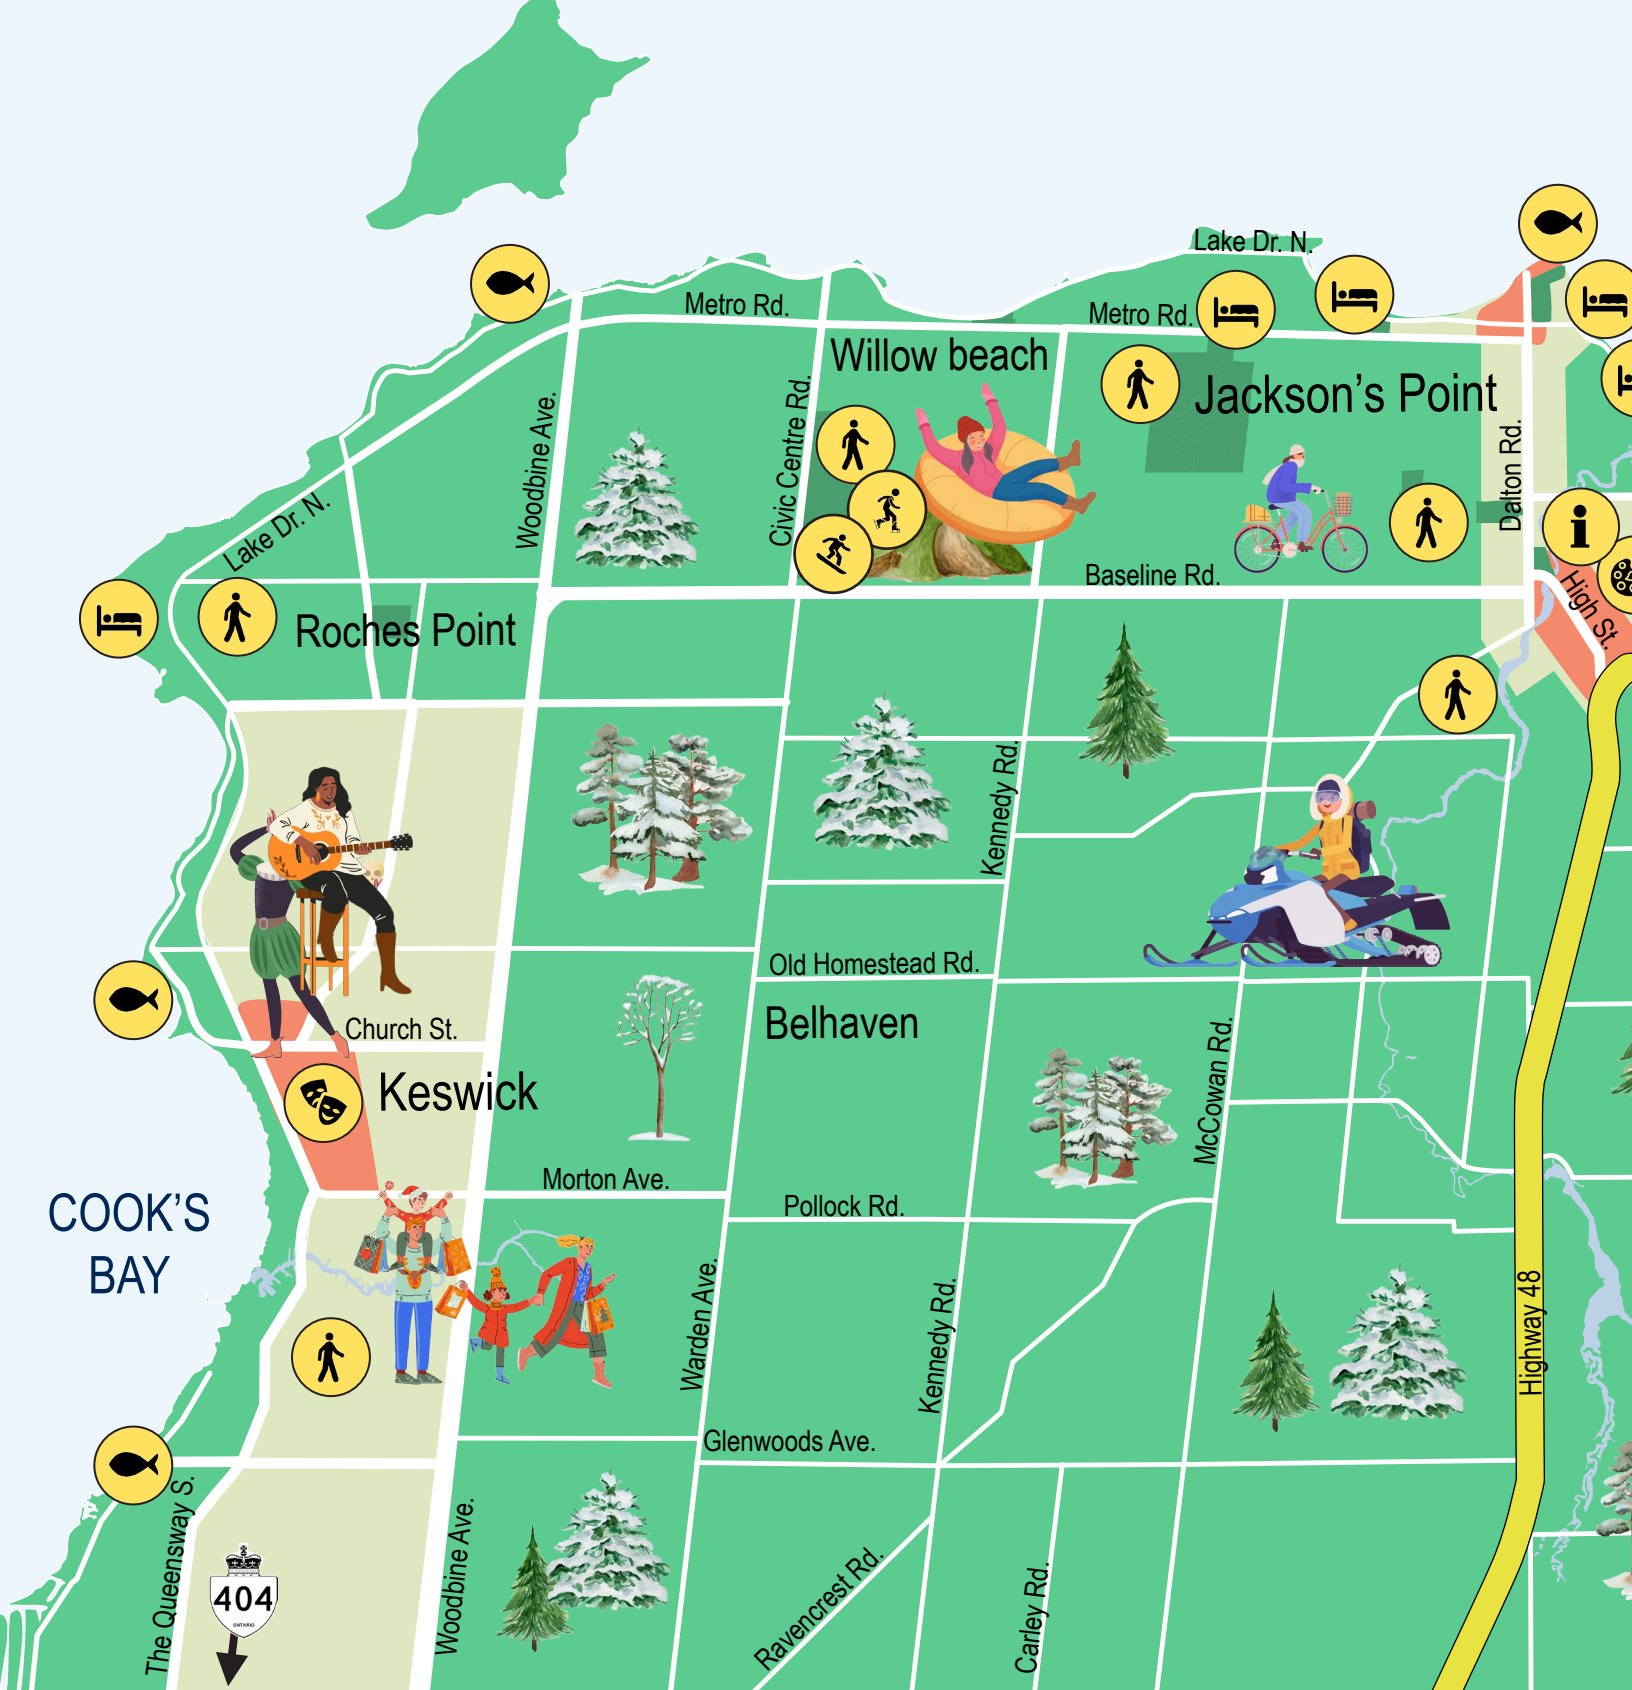 Lake Dr. N.
Metro Rd.
Metro Rd.
Willow beach
Jackson's Point
Woodbine Ave.
Civic Centre Rd.
Dalton Rd.
Lake Dr. N.
Baseline Rd.
High St.
Roches Point
Kennedy Rd.
Old Homestead Rd.
Belhaven
Church St.
Keswick
McCowan Rd.
Morton Ave.
Pollock Rd.
COOK'S
BAY
Warden Ave.
Kennedy Rd.
Highway 48
Glenwoods Ave.
The Queensway S.
Woodbine Ave.
Ravencrest Rd.
Carley Rd.
404
ONTARIO